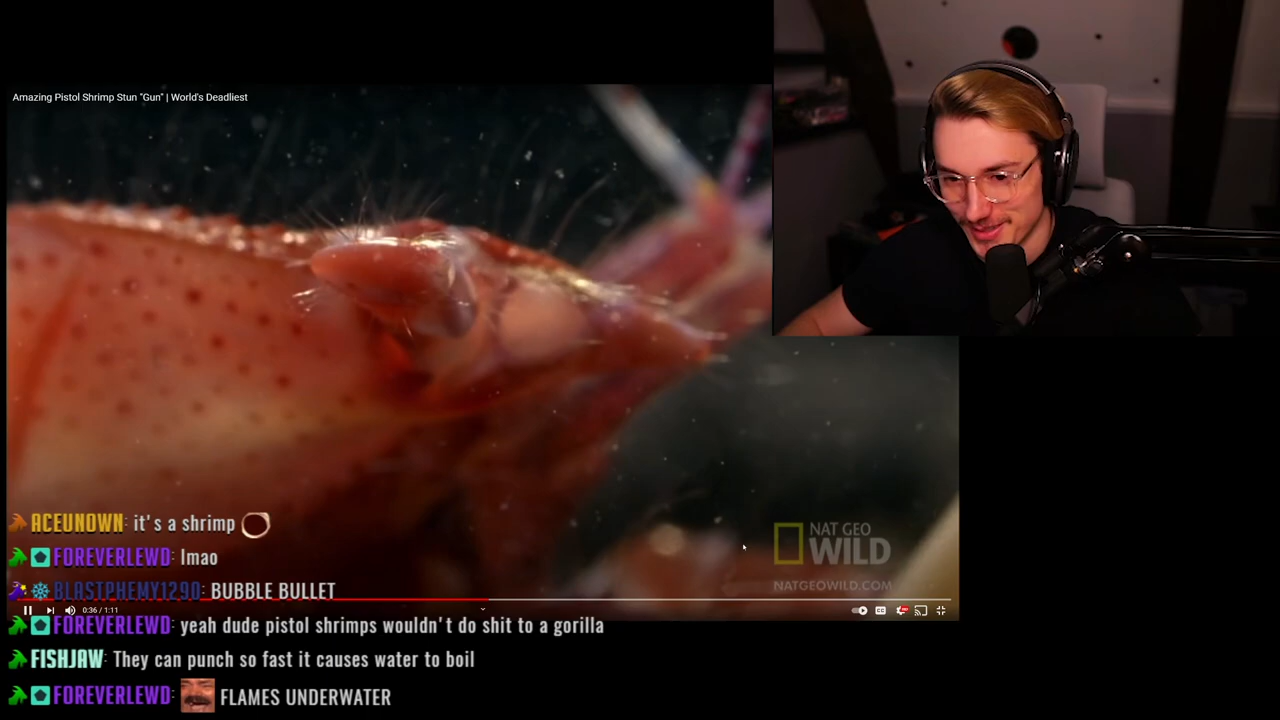 Amazing Pistol Shrimp Stun "Gun" | World's Deadliest
ACEUNOWN: it's a shrimp
FOREVERLEWD: lmao
BLASTPHEMY1290: BUBBLE BULLET
NAT GEO
WILD
NATGEOWILD.COM
0:36 / 1:11
CC
FOREVERLEWD: yeah dude pistol shrimps wouldn't do shit to a gorilla
FISHJAW: They can punch so fast it causes water to boil
FOREVERLEWD: FLAMES UNDERWATER